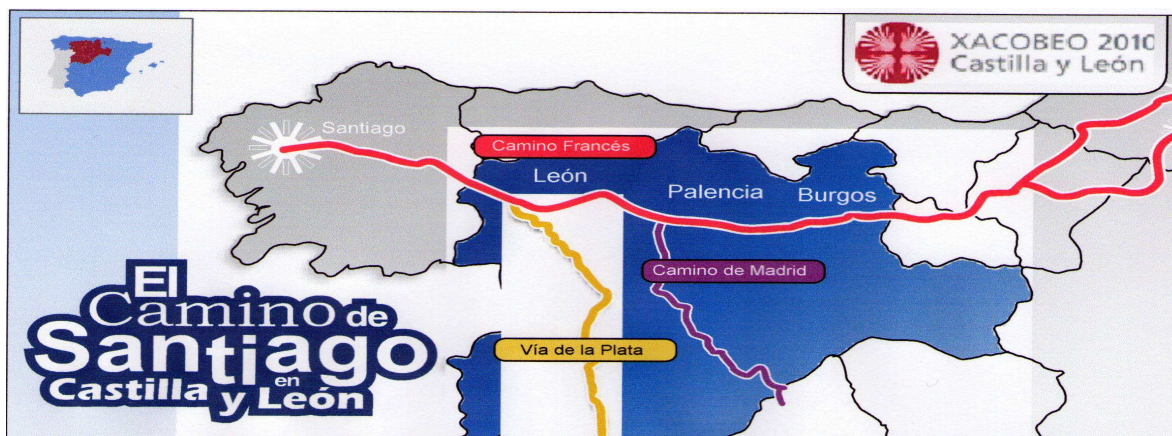 XACOBEO 2010
Castilla y León
Santiago
Camino Francés
León
Palencia
Burgos
Camino de Madrid
Vía de la Plata
El
Camino de
Santiago
en
Castilla y León